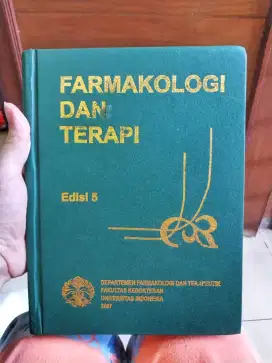 FARMAKOLOGI
DAN
TERAPI
Edisi 5
DEPARTEMEN FARMAKOLOGI DAN TERAPEUTIK
FAKULTAS KEDOKTERAN
UNIVERSITAS INDONESIA
2007